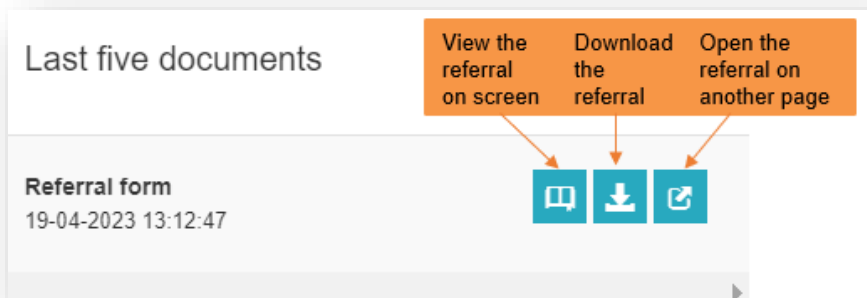 Last five documents
View the
referral
on screen
Download
the
referral
Open the
referral on
another page
Referral form
19-04-2023 13:12:47